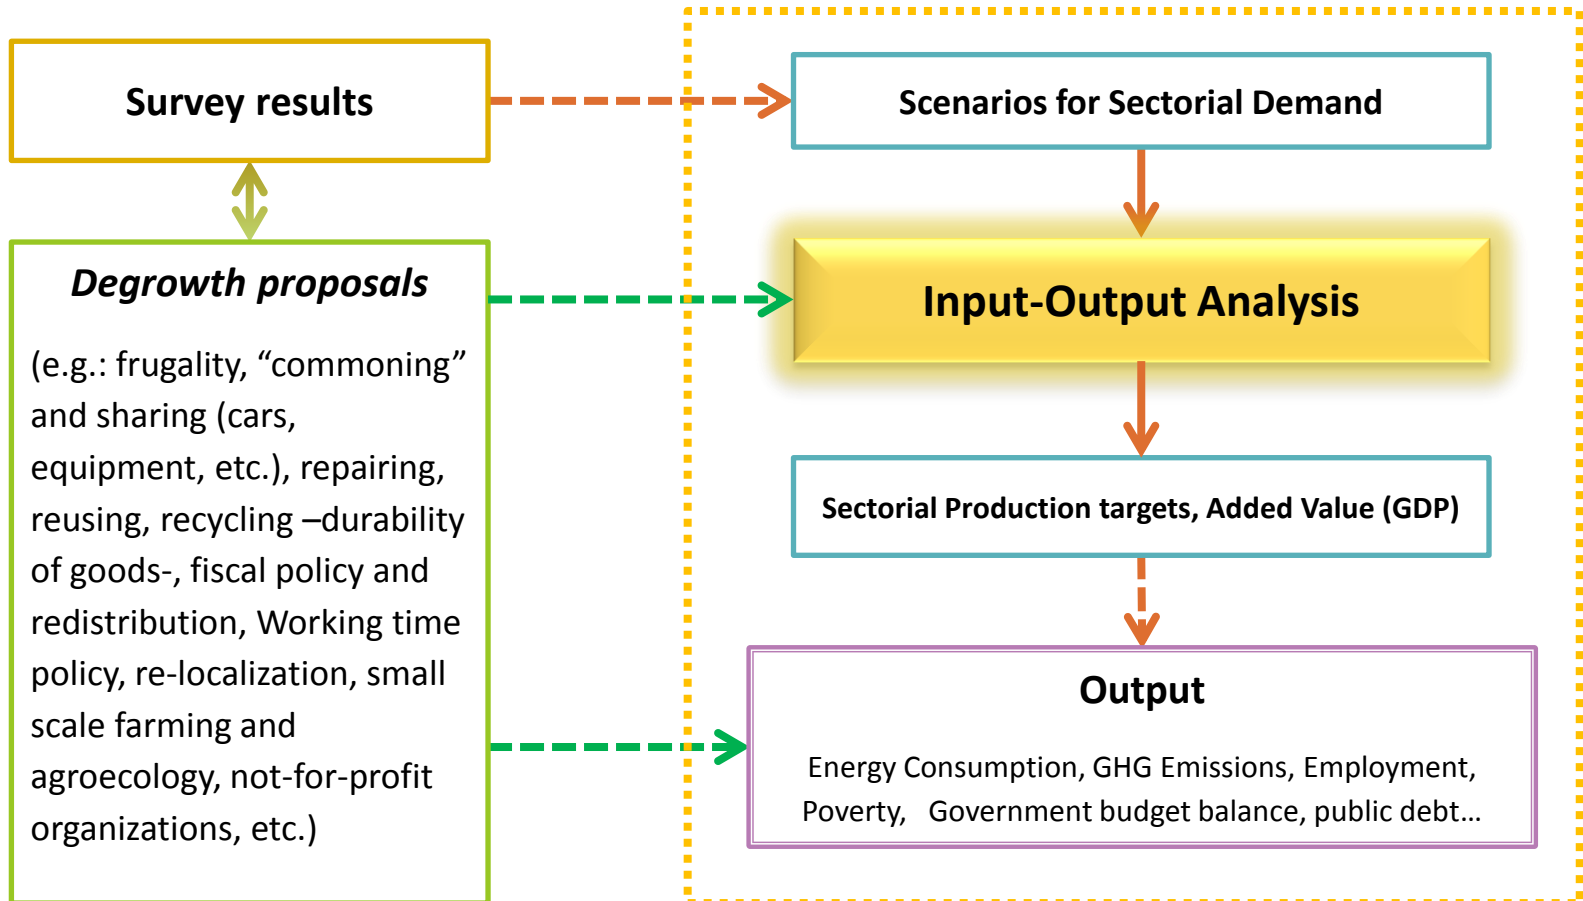 Survey results
Degrowth proposals
(e.g.: frugality, “commoning”
and sharing (cars,
equipment, etc.), repairing,
reusing, recycling –durability
of goods-, fiscal policy and
redistribution, Working time
policy, re-localization, small
scale farming and
agroecology, not-for-profit
organizations, etc.)
Scenarios for Sectorial Demand
Input-Output Analysis
Sectorial Production targets, Added Value (GDP)
Output
Energy Consumption, GHG Emissions, Employment,
Poverty, Government budget balance, public debt…